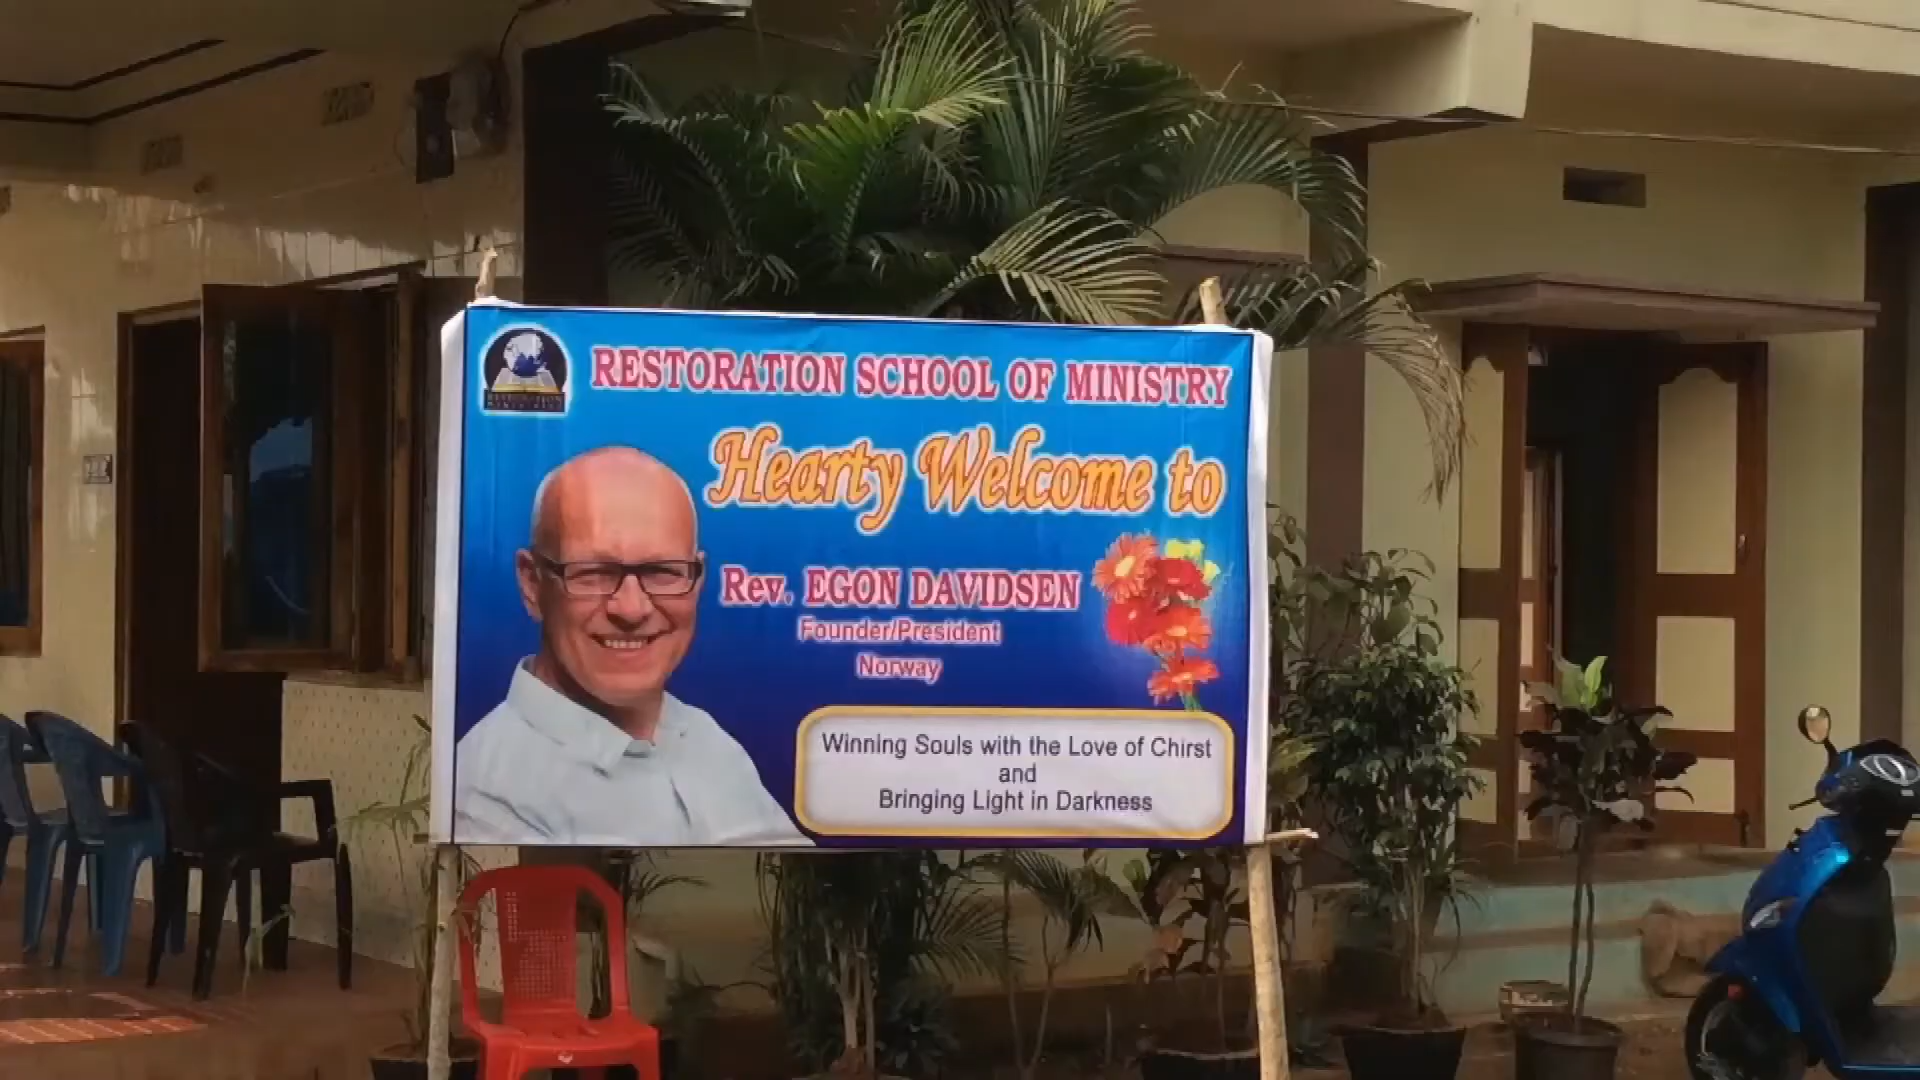 RESTORATION SCHOOL OF MINISTRY
Hearty Welcome to
Rev. EGON DAVIDSEN
Founder/President
Norway
Winning Souls with the Love of Chirst
and
Bringing Light in Darkness